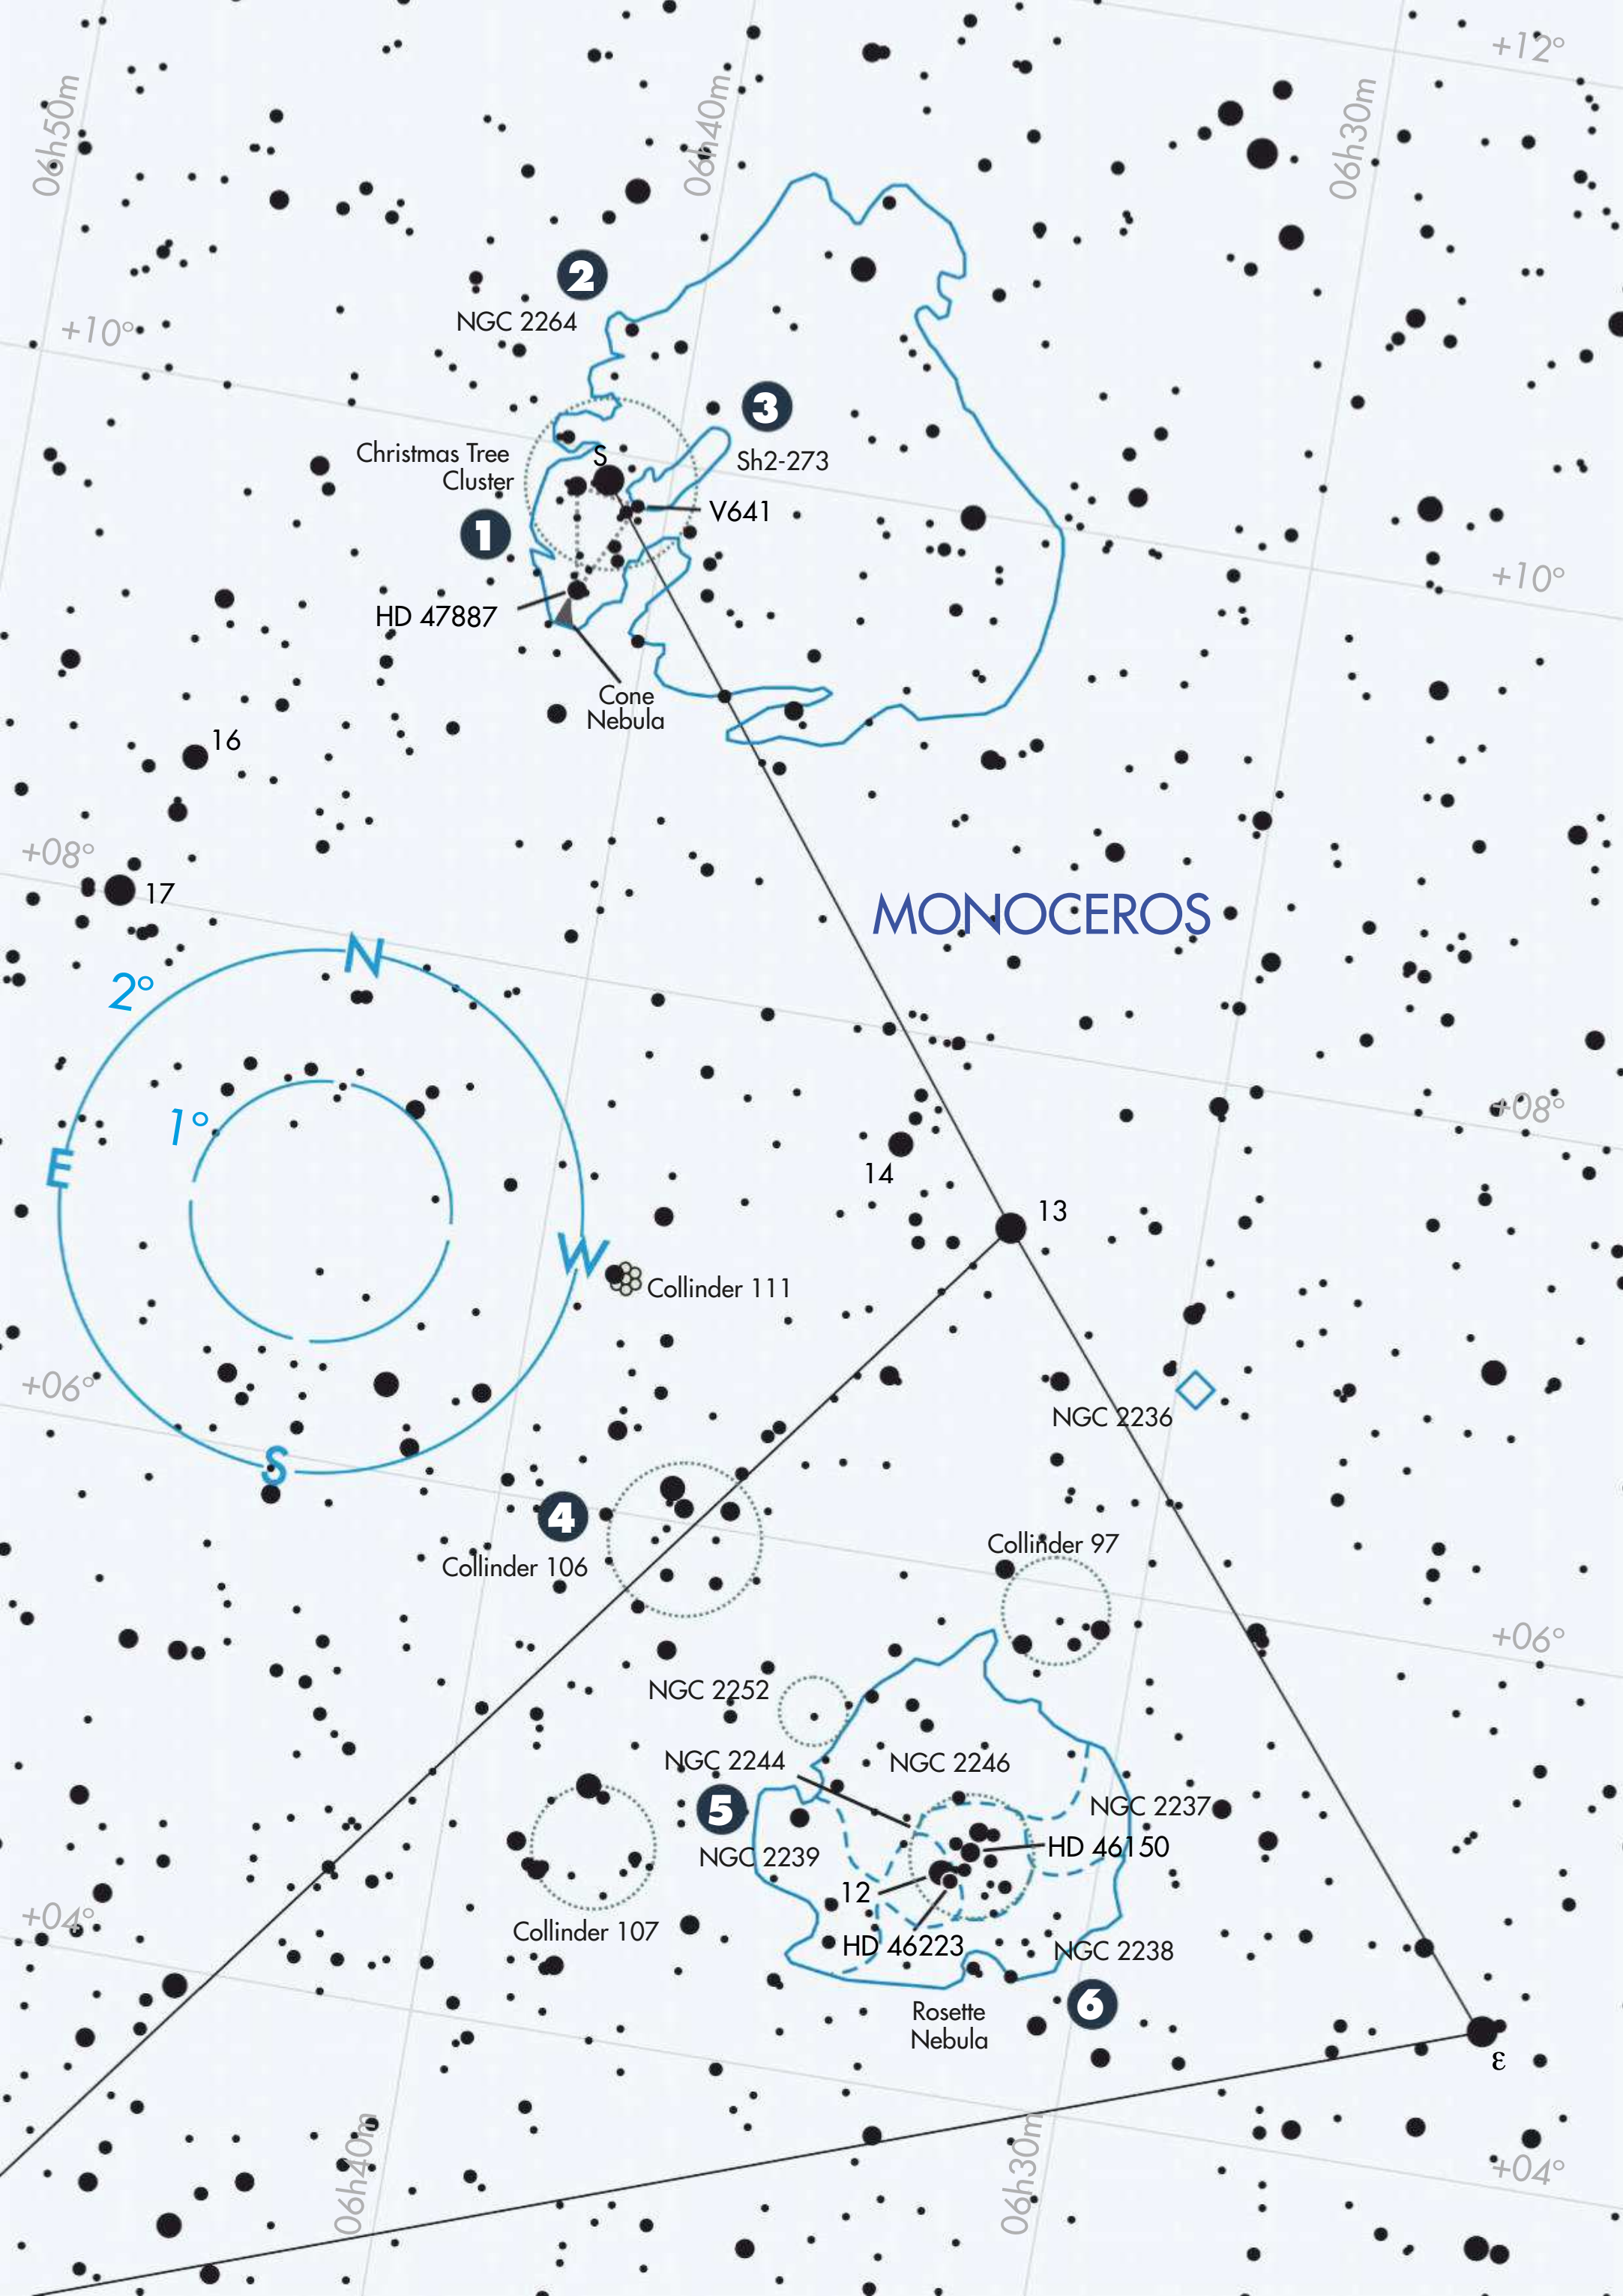 +12°
06h50m
06h40m
06h30m
2
NGC 2264
+10°
3
Christmas Tree
Cluster
S
Sh2-273
V641
1
+10°
HD 47887
Cone
Nebula
16
+08°
17
MONOCEROS
N
2°
1°
+08°
E
14
13
W
Collinder 111
+06°
NGC 2236
S
4
Collinder 106
Collinder 97
+06°
NGC 2252
NGC 2244
NGC 2246
5
NGC 2237
NGC 2239
HD 46150
12
+04°
Collinder 107
HD 46223
NGC 2238
6
Rosette
Nebula
ε
06h40m
06h30m
+04°